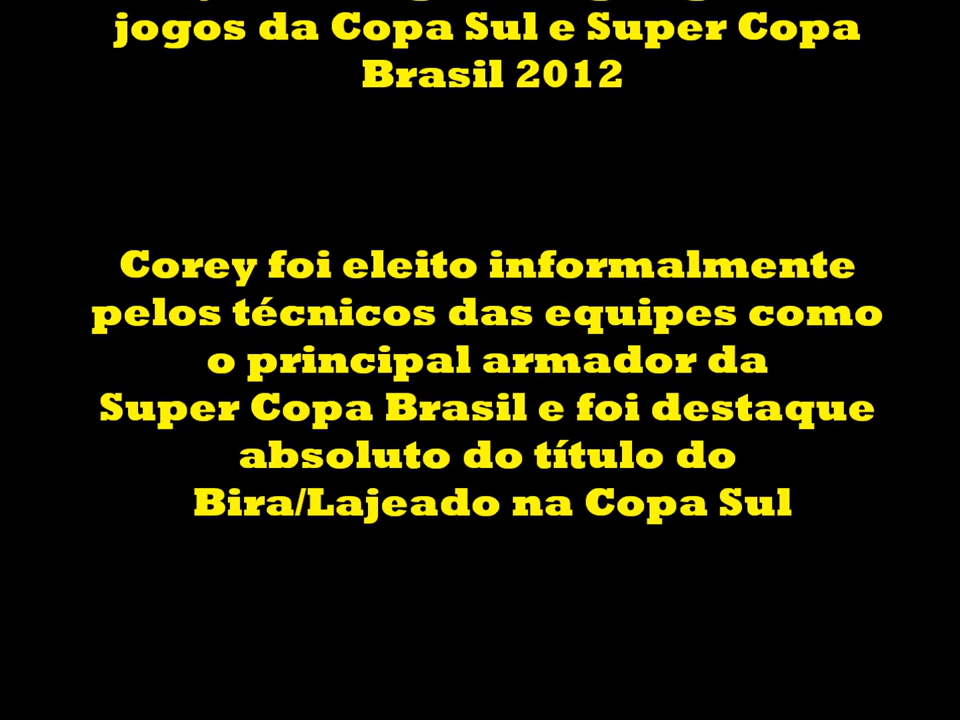 jogos da Copa Sul e Super Copa
Brasil 2012
Corey foi eleito informalmente
pelos técnicos das equipes como
o principal armador da
Super Copa Brasil e foi destaque
absoluto do título do
Bira/Lajeado na Copa Sul